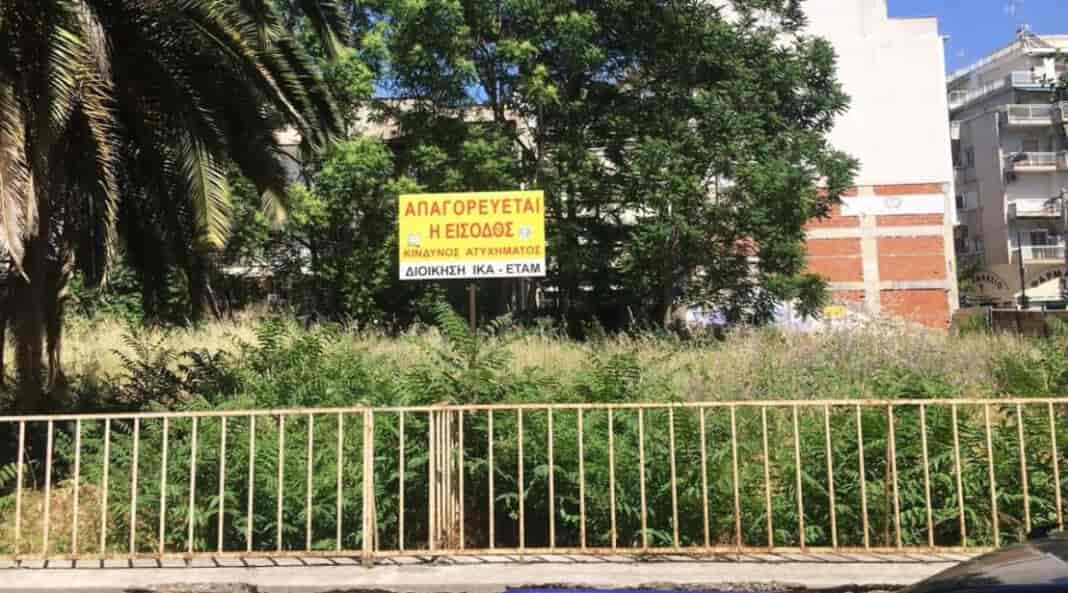 ΑΠΑΓΟΡΕΥΕΤΑΙ
Η ΕΙΣΟΔΟΣ
ΚΙΝΔΥΝΟΣ ΑΤΥΧΗΜΑΤΟΣ
ΔΙΟΙΚΗΣΗ ΙΚΑ - ΕΤΑΜ